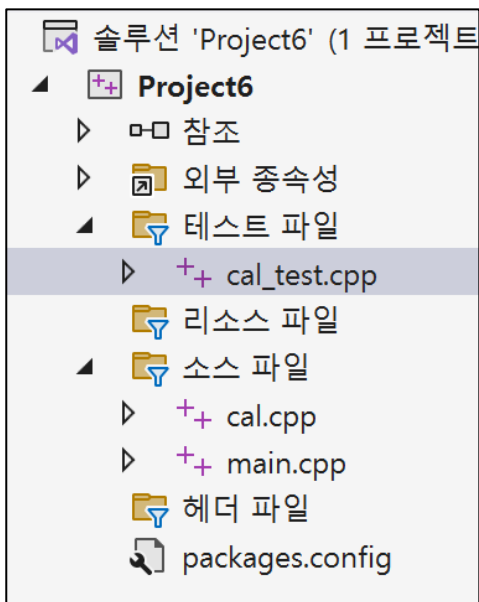 솔루션 'Project6' (1 프로젝트
Project6
참조
외부 종속성
테스트 파일
cal_test.cpp
리소스 파일
소스 파일
cal.cpp
main.cpp
헤더 파일
packages.config